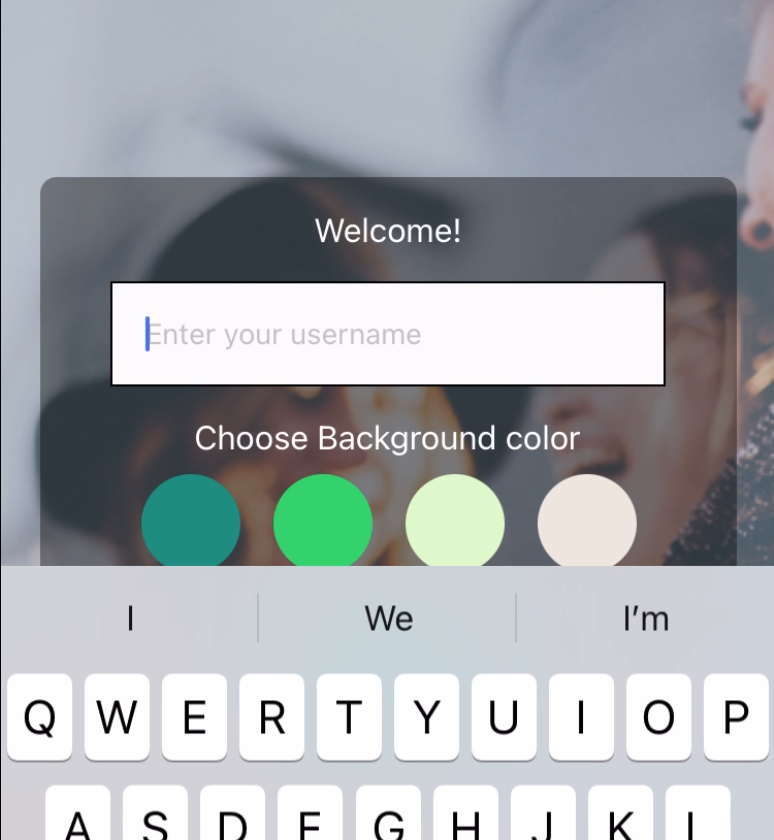 Welcome!
Enter your username
Choose Background color
I We I'm
Q W E R T Y U I O P
A S D F G H J K L